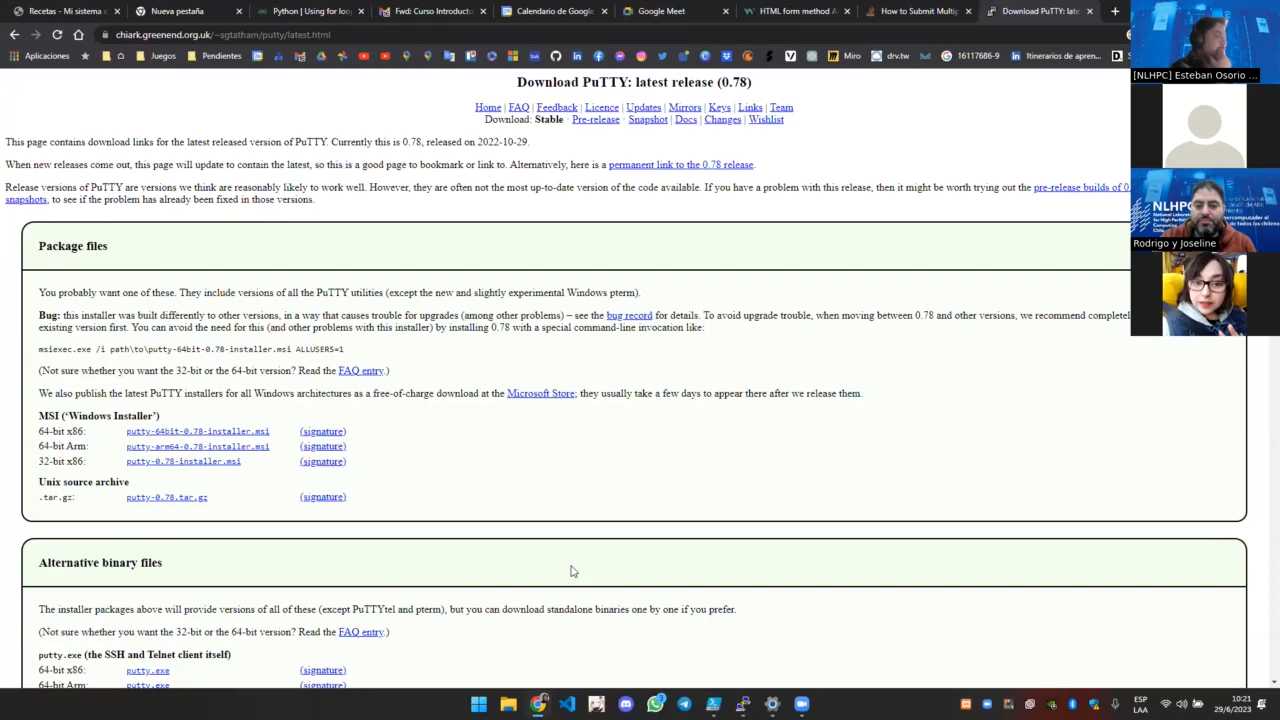 Recetas - Mi sistema c
Nueva pestaña
Python | Using for loop
Fwd: Curso Introducto
Calendario de Google
Google Meet
HTML form method A
How to Submit Multip
Download PuTTY: late
chiark.greenend.org.uk/~sgtatham/putty/latest.html
Aplicaciones
Juegos
Pendientes
Miro
drv.tw
16117686-9
Itinerarios de apren...
Download PuTTY: latest release (0.78)
Home | FAQ | Feedback | Licence | Updates | Mirrors | Keys | Links | Team
Download: Stable · Pre-release · Snapshot | Docs | Changes | Wishlist
This page contains download links for the latest released version of PuTTY. Currently this is 0.78, released on 2022-10-29.
When new releases come out, this page will update to contain the latest, so this is a good page to bookmark or link to. Alternatively, here is a permanent link to the 0.78 release.
Release versions of PuTTY are versions we think are reasonably likely to work well. However, they are often not the most up-to-date version of the code available. If you have a problem with this release, then it might be worth trying out the pre-release builds of 0.
snapshots, to see if the problem has already been fixed in those versions.
Package files
You probably want one of these. They include versions of all the PuTTY utilities (except the new and slightly experimental Windows pterm).
Bug: this installer was built differently to other versions, in a way that causes trouble for upgrades (among other problems) – see the bug record for details. To avoid upgrade trouble, when moving between 0.78 and other versions, we recommend complete
existing version first. You can avoid the need for this (and other problems with this installer) by installing 0.78 with a special command-line invocation like:
msiexec.exe /i path\to\putty-64bit-0.78-installer.msi ALLUSERS=1
(Not sure whether you want the 32-bit or the 64-bit version? Read the FAQ entry.)
We also publish the latest PuTTY installers for all Windows architectures as a free-of-charge download at the Microsoft Store; they usually take a few days to appear there after we release them.
MSI (‘Windows Installer’)
64-bit x86: putty-64bit-0.78-installer.msi (signature)
64-bit Arm: putty-arm64-0.78-installer.msi (signature)
32-bit x86: putty-0.78-installer.msi (signature)
Unix source archive
.tar.gz: putty-0.78.tar.gz (signature)
Alternative binary files
The installer packages above will provide versions of all of these (except PuTTYtel and pterm), but you can download standalone binaries one by one if you prefer.
(Not sure whether you want the 32-bit or the 64-bit version? Read the FAQ entry.)
putty.exe (the SSH and Telnet client itself)
64-bit x86: putty.exe (signature)
64-bit Arm: putty.exe (signature)
[NLHPC] Esteban Osorio ...
NLHPC
National Laboratory
for High Performance
Computing
Chile
de todos los chilenos
Rodrigo y Joseline
ESP
LAA
10:21
29/6/2023